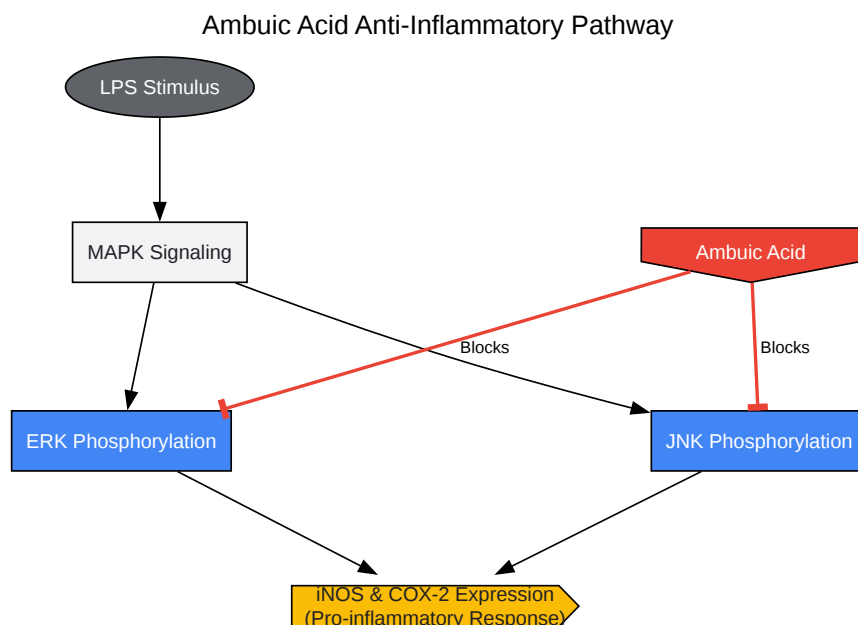 Ambuic Acid Anti-Inflammatory Pathway
LPS Stimulus
MAPK Signaling
Ambuic Acid
Blocks
Blocks
ERK Phosphorylation
JNK Phosphorylation
iNOS & COX-2 Expression
(Pro-inflammatory Response)